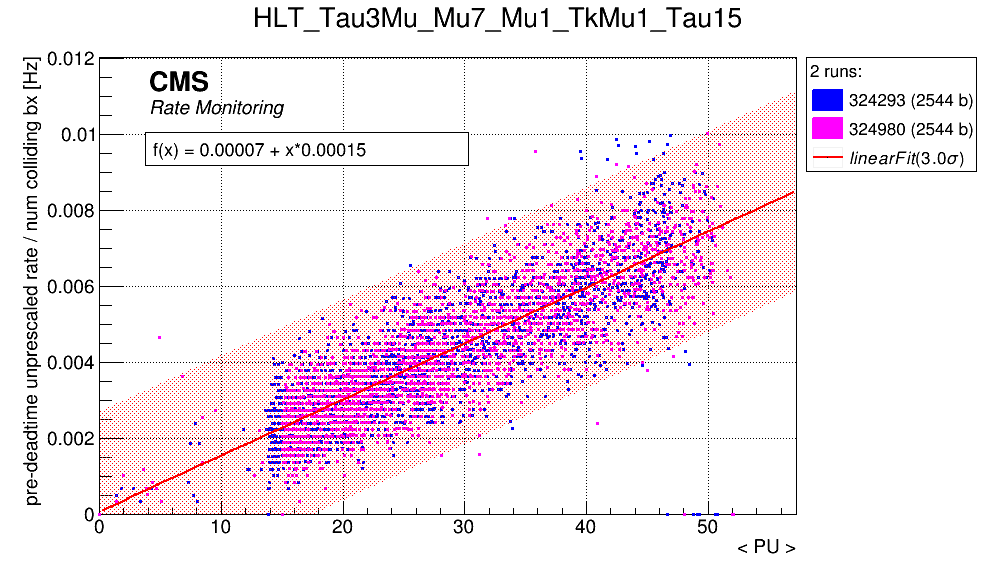 HLT_Tau3Mu_Mu7_Mu1_TkMu1_Tau15
pre-deadtime unprescaled rate / num colliding bx [Hz]
0.012
0.01
0.008
0.006
0.004
0.002
0
CMS
Rate Monitoring
f(x) = 0.00007 + x*0.00015
2 runs:
324293 (2544 b)
324980 (2544 b)
linearFit(3.0σ)
0 10 20 30 40 50
< PU >